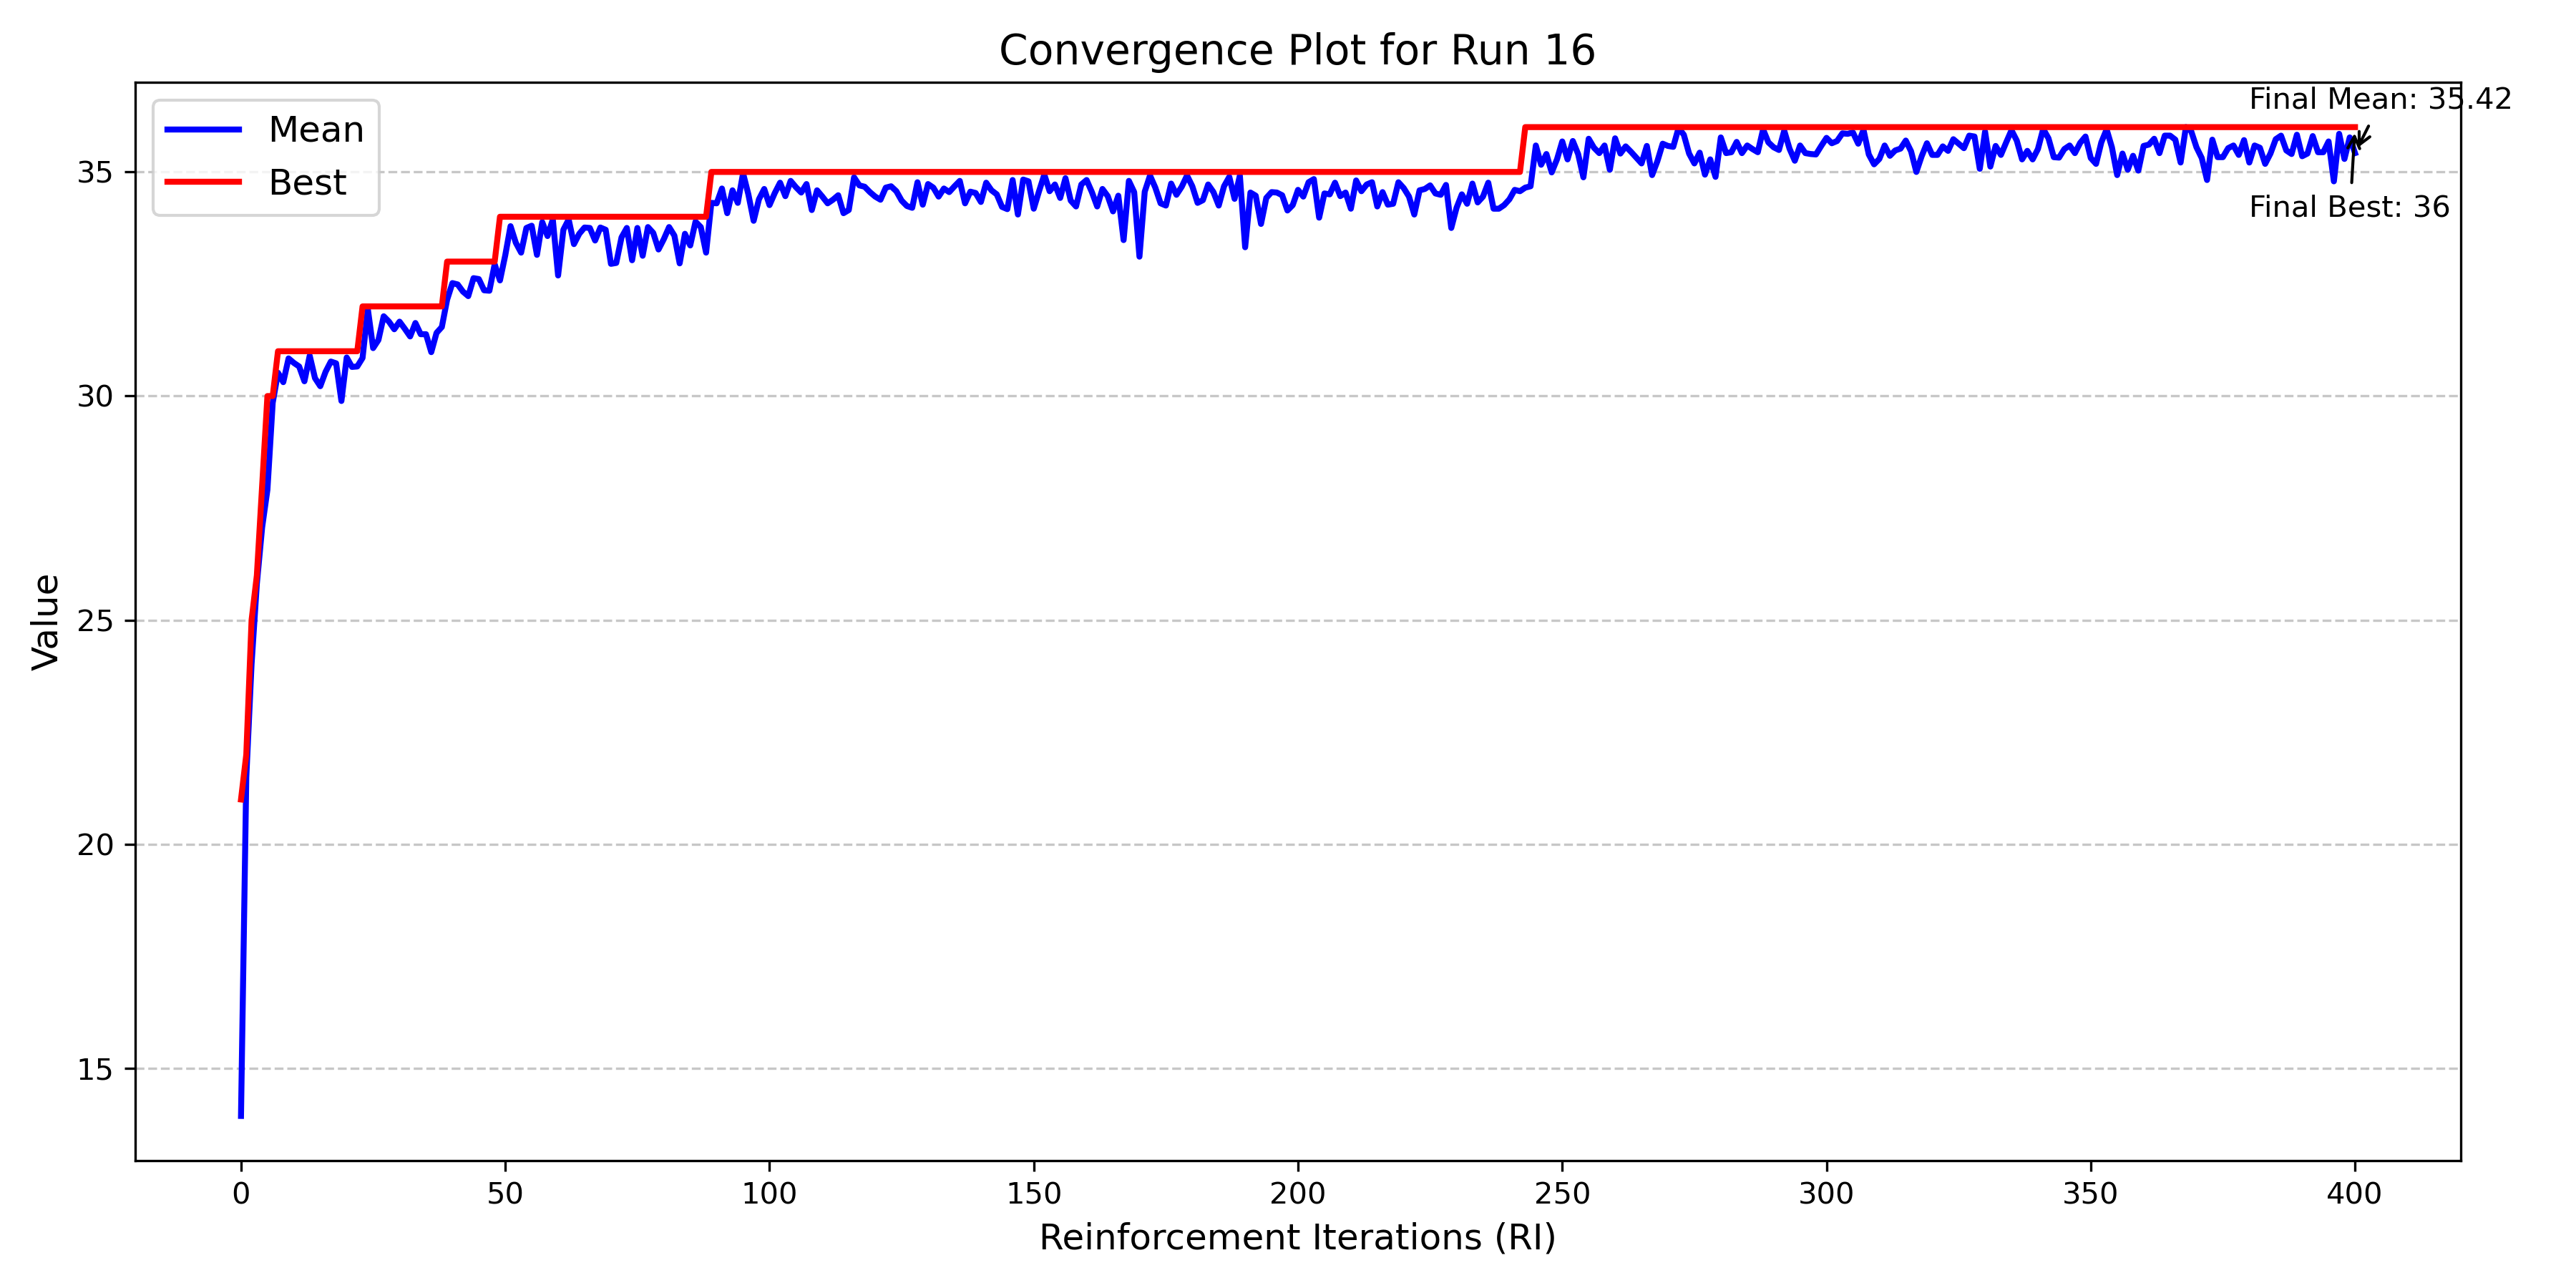 Convergence Plot for Run 16
Mean
Best
Final Mean: 35.42
Final Best: 36
Value
35
30
25
20
15
0 50 100 150 200 250 300 350 400
Reinforcement Iterations (RI)